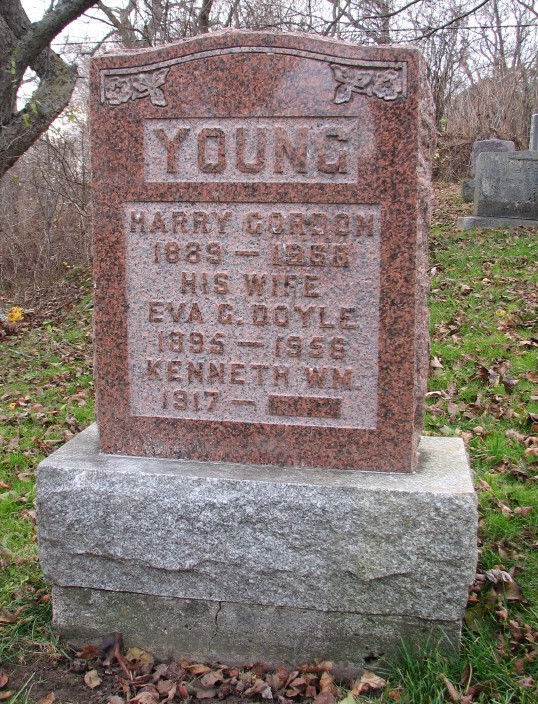 YOUNG
HARRY GORDON
1889 —
HIS WIFE
EVA G. DOYLE
1895 — 1956
KENNETH WM.
1917 —